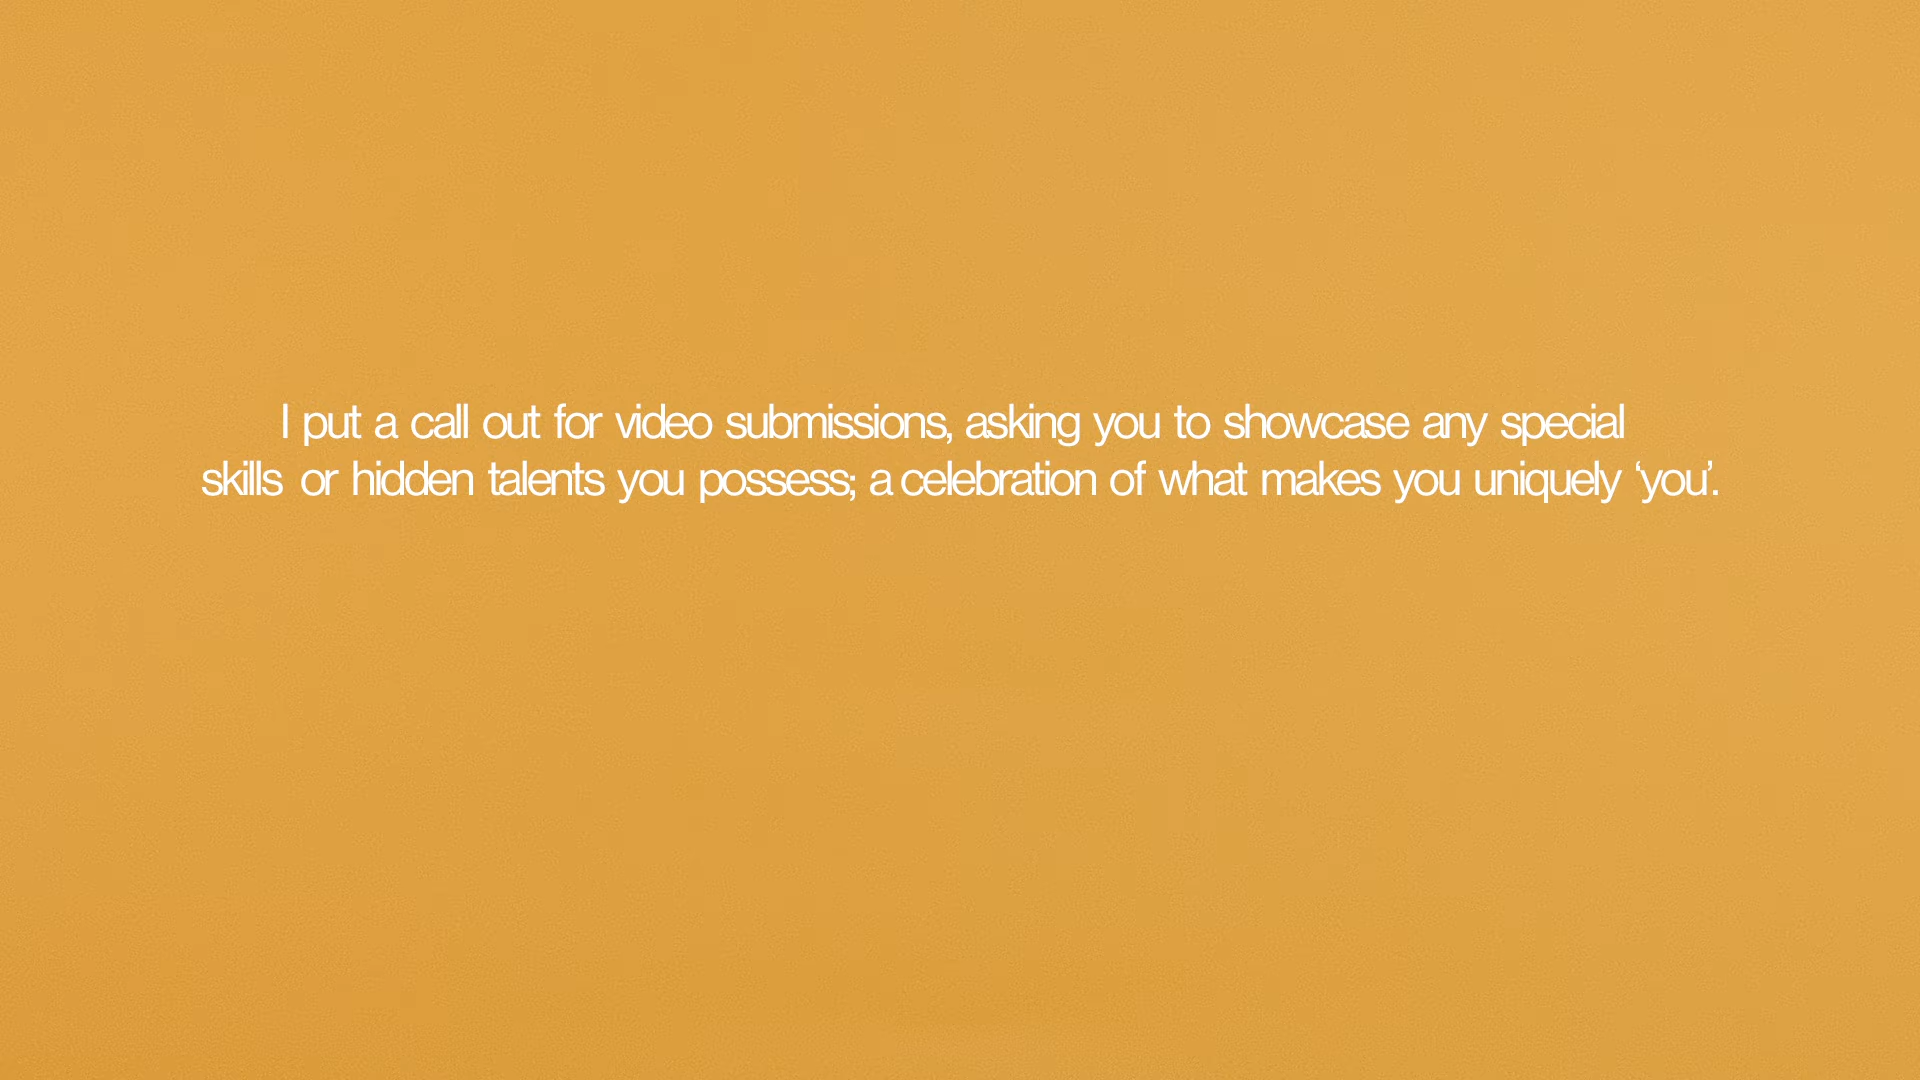 I put a call out for video submissions, asking you to showcase any special
skills or hidden talents you possess; a celebration of what makes you uniquely ‘you’.